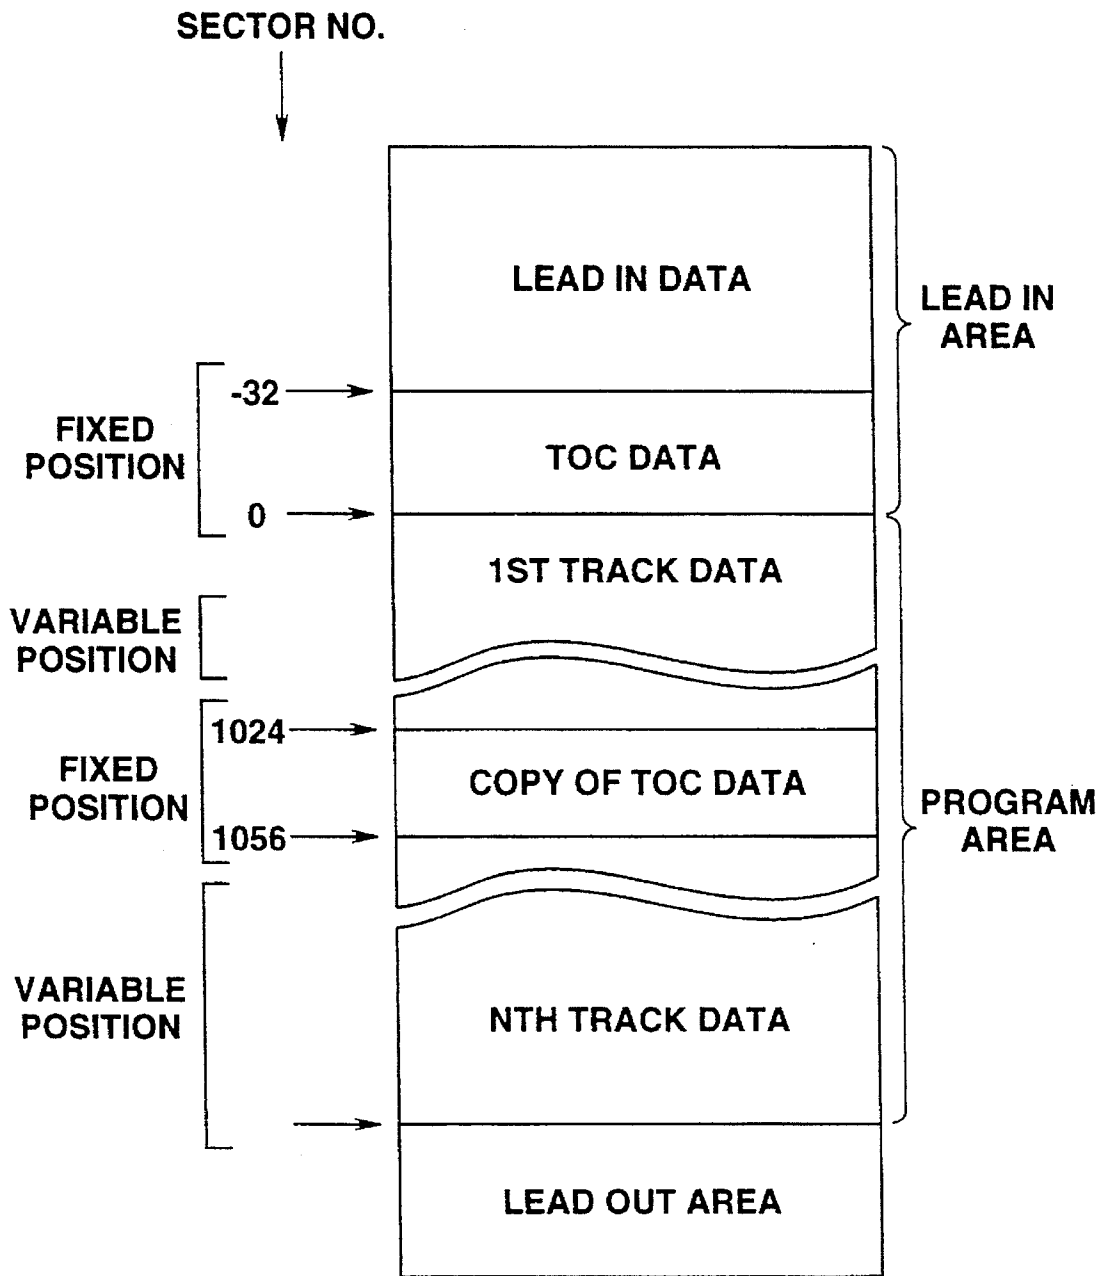 SECTOR NO.
LEAD IN DATA
LEAD IN
AREA
-32
FIXED
POSITION
TOC DATA
0
1ST TRACK DATA
VARIABLE
POSITION
1024
FIXED
POSITION
COPY OF TOC DATA
1056
PROGRAM
AREA
VARIABLE
POSITION
NTH TRACK DATA
LEAD OUT AREA